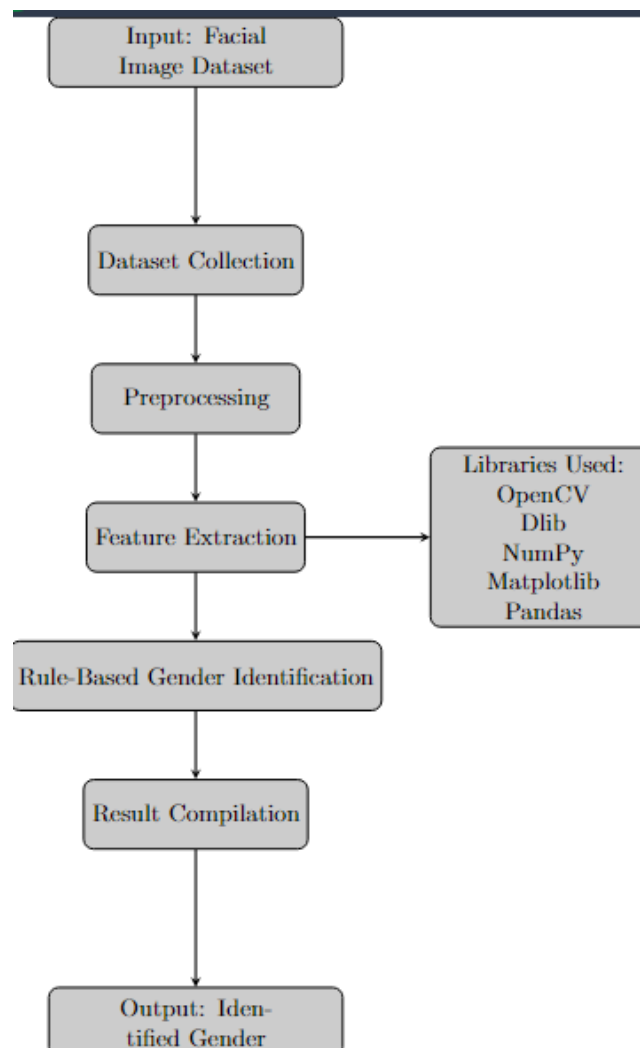 Input: Facial
Image Dataset
Dataset Collection
Preprocessing
Feature Extraction
Libraries Used:
OpenCV
Dlib
NumPy
Matplotlib
Pandas
Rule-Based Gender Identification
Result Compilation
Output: Iden-
tified Gender